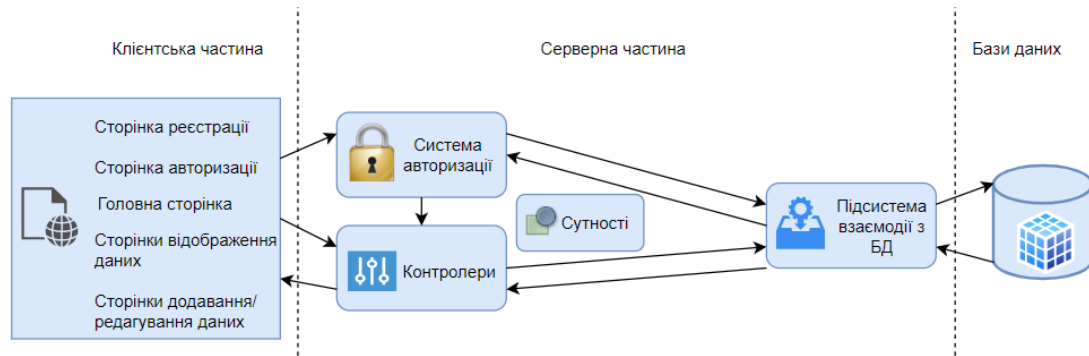 Клієнтська частина
Серверна частина
Бази даних
Сторінка реєстрації
Сторінка авторизації
Головна сторінка
Сторінки відображення
даних
Сторінки додавання/
редагування даних
Система
авторизації
Контролери
Сутності
Підсистема
взаємодії з
БД